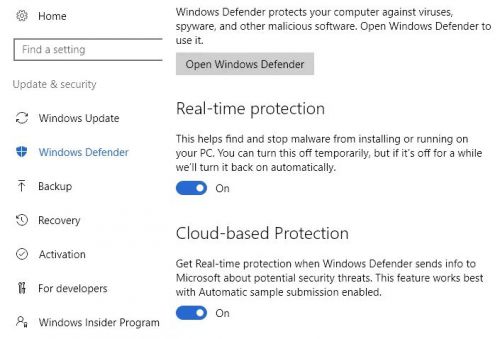 Home
Find a setting
Update & security
Windows Update
Windows Defender
Backup
Recovery
Activation
For developers
Windows Insider Program
Windows Defender protects your computer against viruses,
spyware, and other malicious software. Open Windows Defender to
use it.
Open Windows Defender
Real-time protection
This helps find and stop malware from installing or running on
your PC. You can turn this off temporarily, but if it's off for a while
we'll turn it back on automatically.
On
Cloud-based Protection
Get Real-time protection when Windows Defender sends info to
Microsoft about potential security threats. This feature works best
with Automatic sample submission enabled.
On